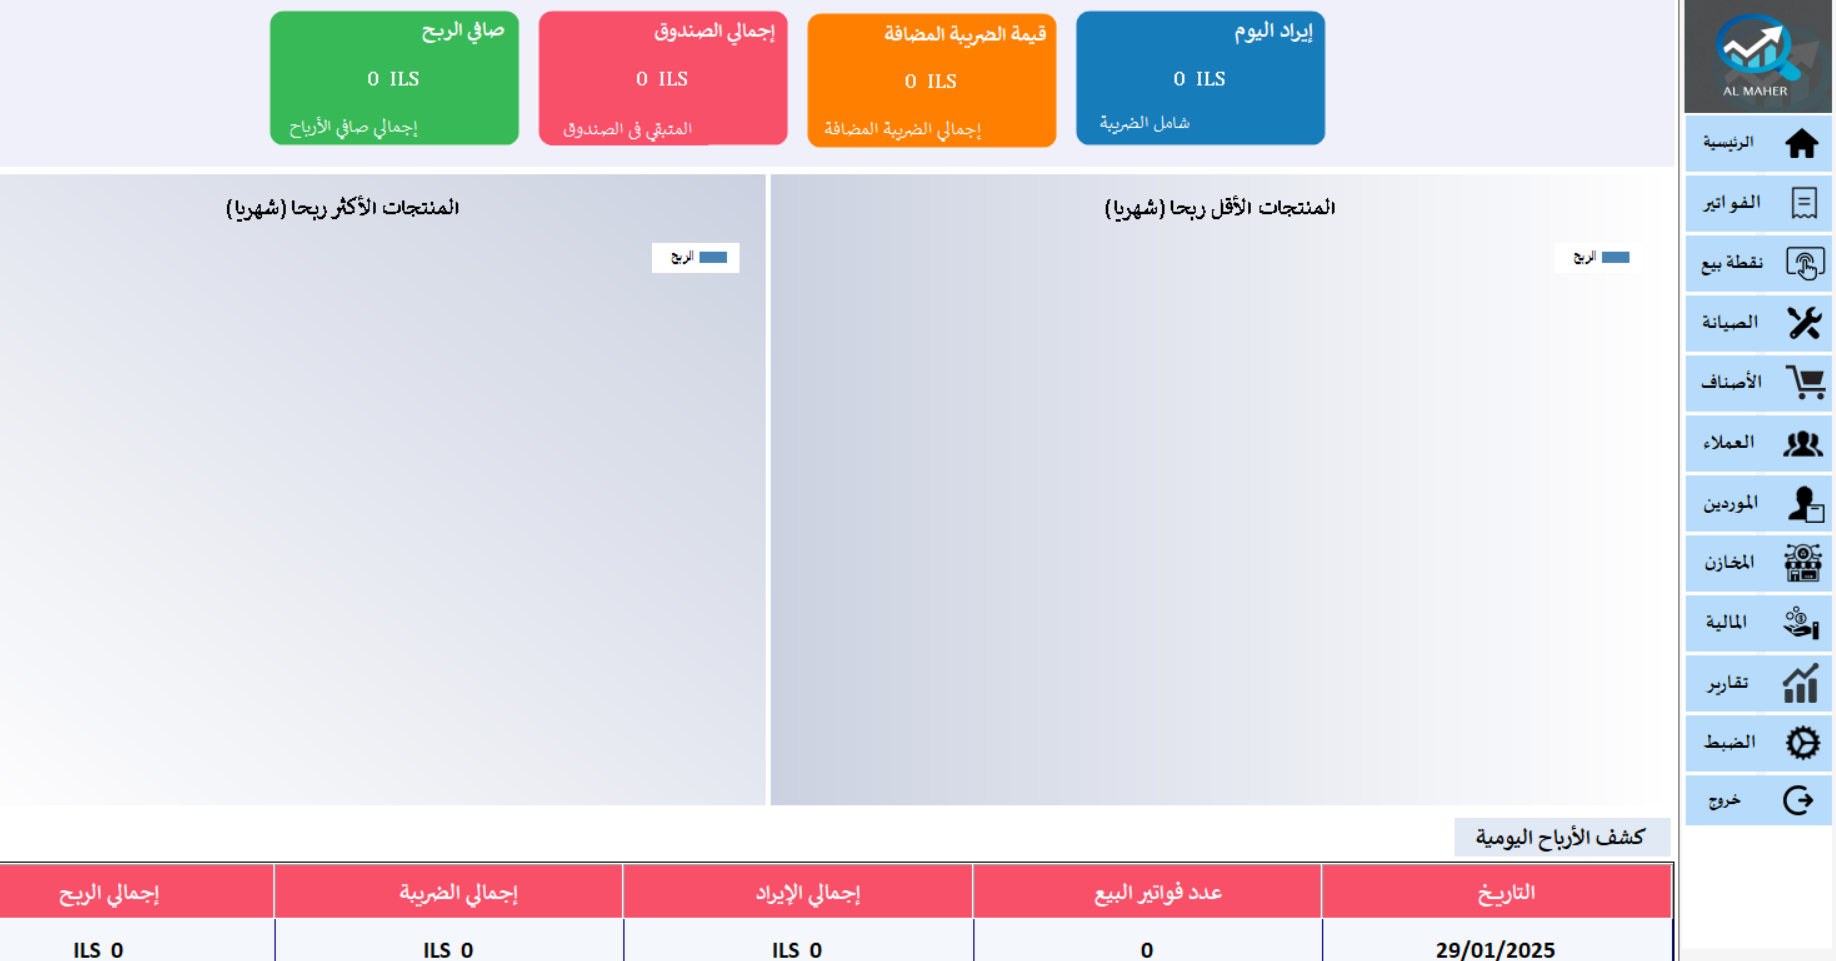 AL MAHER
الرئيسية
الفواتير
نقطة بيع
الصيانة
الأصناف
العملاء
الموردين
المخازن
المالية
تقارير
الضبط
خروج
إيراد اليوم
0 ILS
شامل الضريبة
قيمة الضريبة المضافة
0 ILS
إجمالي الضريبة المضافة
إجمالي الصندوق
0 ILS
المتبقي فى الصندوق
صافي الربح
0 ILS
إجمالي صافي الأرباح
المنتجات الأقل ربحا (شهريا)
الربح
المنتجات الأكثر ربحا (شهريا)
الربح
كشف الأرباح اليومية
التاريخ عدد فواتير البيع إجمالي الإيراد إجمالي الضريبة إجمالي الربح
29/01/2025 0 ILS 0 ILS 0 ILS 0